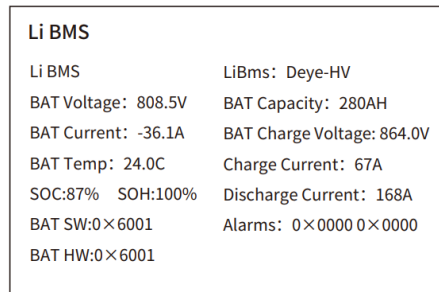 Li BMS
Li BMS
BAT Voltage：808.5V
BAT Current：-36.1A
BAT Temp：24.0C
SOC:87% SOH:100%
BAT SW:0×6001
BAT HW:0×6001
LiBms：Deye-HV
BAT Capacity：280AH
BAT Charge Voltage: 864.0V
Charge Current：67A
Discharge Current：168A
Alarms：0×0000 0×0000